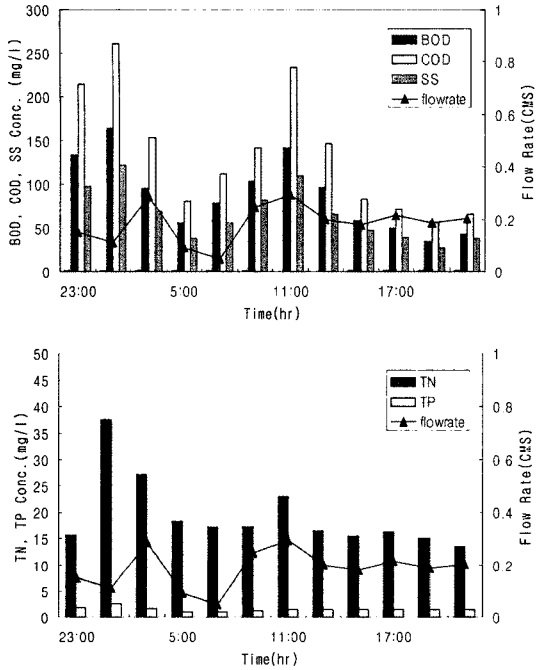 300
250
200
150
100
50
0
BOD, COD, SS Conc. (mg/l)
1
0.8
0.6
0.4
0.2
0
Flow Rate(CMS)
BOD
COD
SS
flowrate
23:00 5:00 11:00 17:00
Time(hr)
50
45
40
35
30
25
20
15
10
5
0
TN, TP Conc.(mg/l)
1
0.8
0.6
0.4
0.2
0
Flow Rate(CMS)
TN
TP
flowrate
23:00 5:00 11:00 17:00
Time(hr)